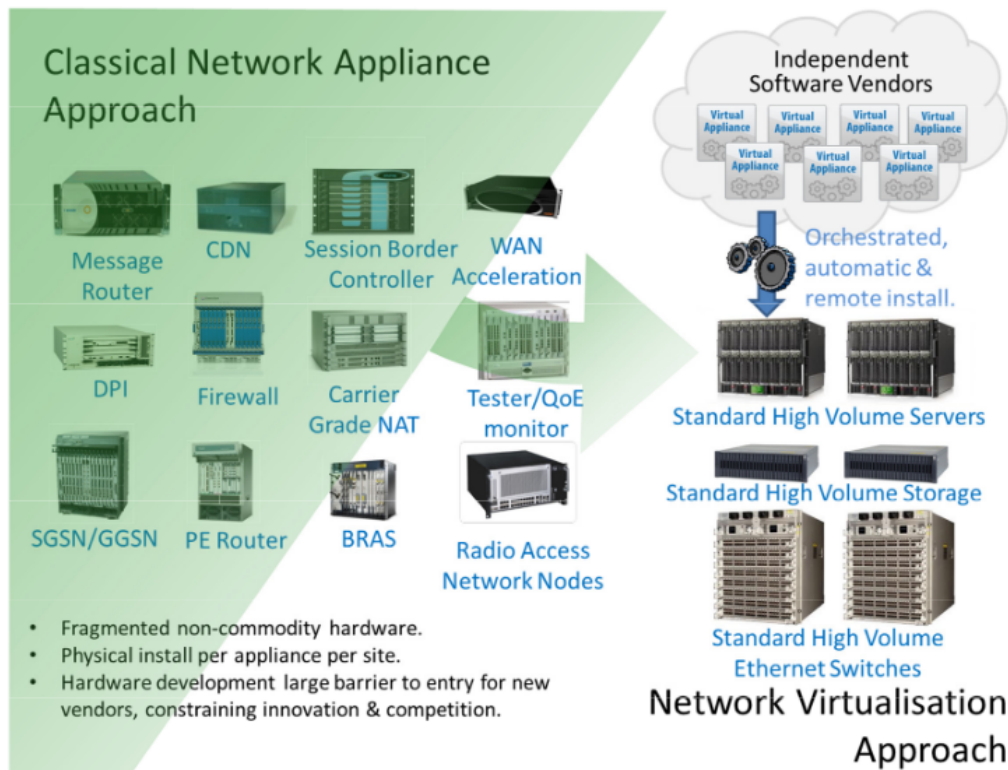 Classical Network Appliance
Approach
Message
Router
CDN
Session Border
Controller
WAN
Acceleration
DPI
Firewall
Carrier
Grade NAT
Tester/QoE
monitor
SGSN/GGSN
PE Router
BRAS
Radio Access
Network Nodes
• Fragmented non-commodity hardware.
• Physical install per appliance per site.
• Hardware development large barrier to entry for new
vendors, constraining innovation & competition.
Independent
Software Vendors
Virtual
Appliance
Virtual
Appliance
Virtual
Appliance
Virtual
Appliance
Virtual
Appliance
Virtual
Appliance
Virtual
Appliance
Orchestrated,
automatic &
remote install.
Standard High Volume Servers
Standard High Volume Storage
Standard High Volume
Ethernet Switches
Network Virtualisation
Approach